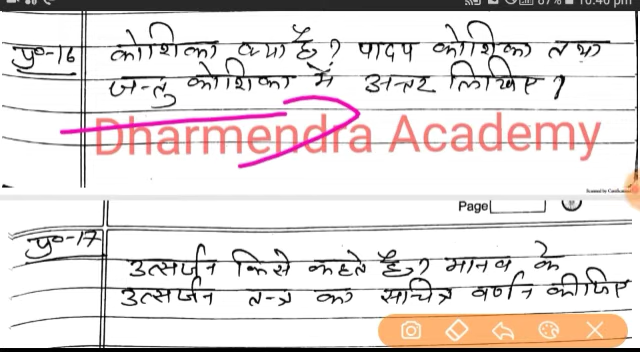 प्र०-16 कोशिका क्या है? पादप कोशिका तथा
जन्तु कोशिका में अन्तर लिखिए?
Dharmendra Academy
Page
प्र०-17
उत्सर्जन किसे कहते है? मानव के
उत्सर्जन तन्त्र का साचित्र वर्णन कीजिए